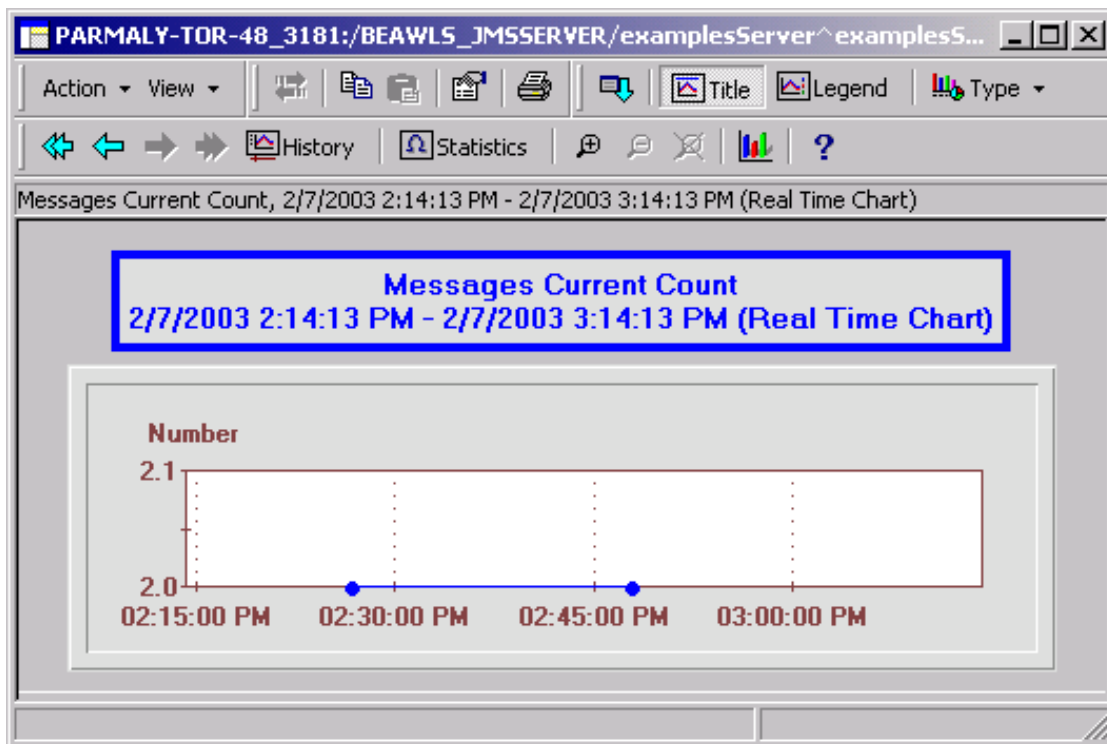 PARMALY-TOR-48_3181:/BEAWLS_JMSSERVER/examplesServer^examplesS...
Action View Title Legend Type
History Statistics ?
Messages Current Count, 2/7/2003 2:14:13 PM - 2/7/2003 3:14:13 PM (Real Time Chart)
Messages Current Count
2/7/2003 2:14:13 PM - 2/7/2003 3:14:13 PM (Real Time Chart)
Number
2.1
2.0
02:15:00 PM 02:30:00 PM 02:45:00 PM 03:00:00 PM